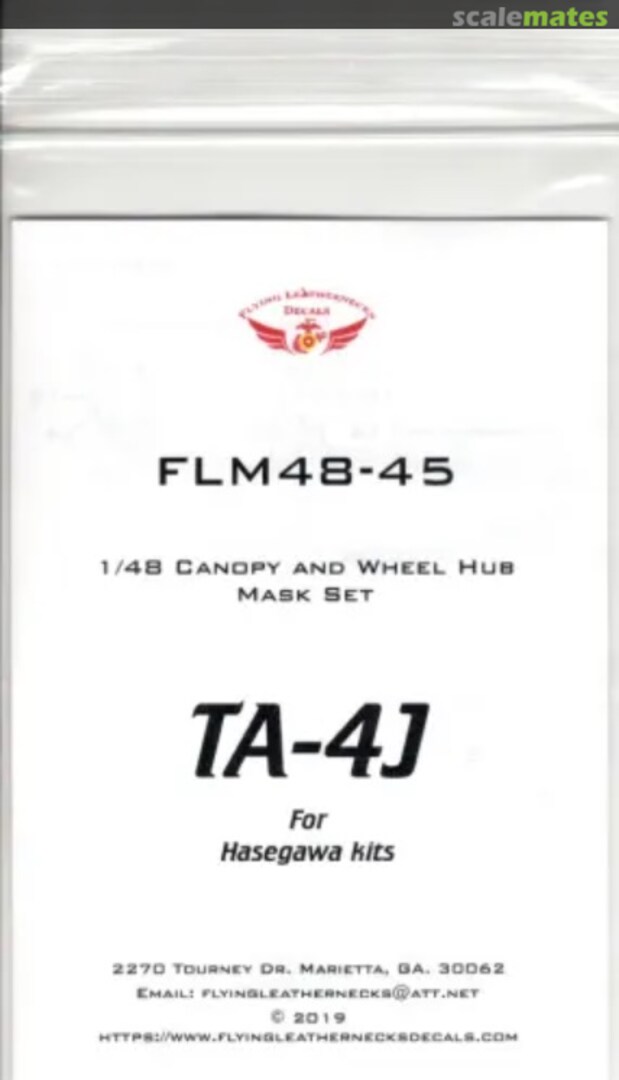 scalemates
Flying Leathernecks
Decals
FLM48-45
1/48 Canopy and Wheel Hub
Mask Set
TA-4J
For
Hasegawa kits
2270 Tourney Dr. Marietta, GA. 30062
Email: flyingleathernecks@att.net
© 2019
https://www.flyingleathernecksdecals.com